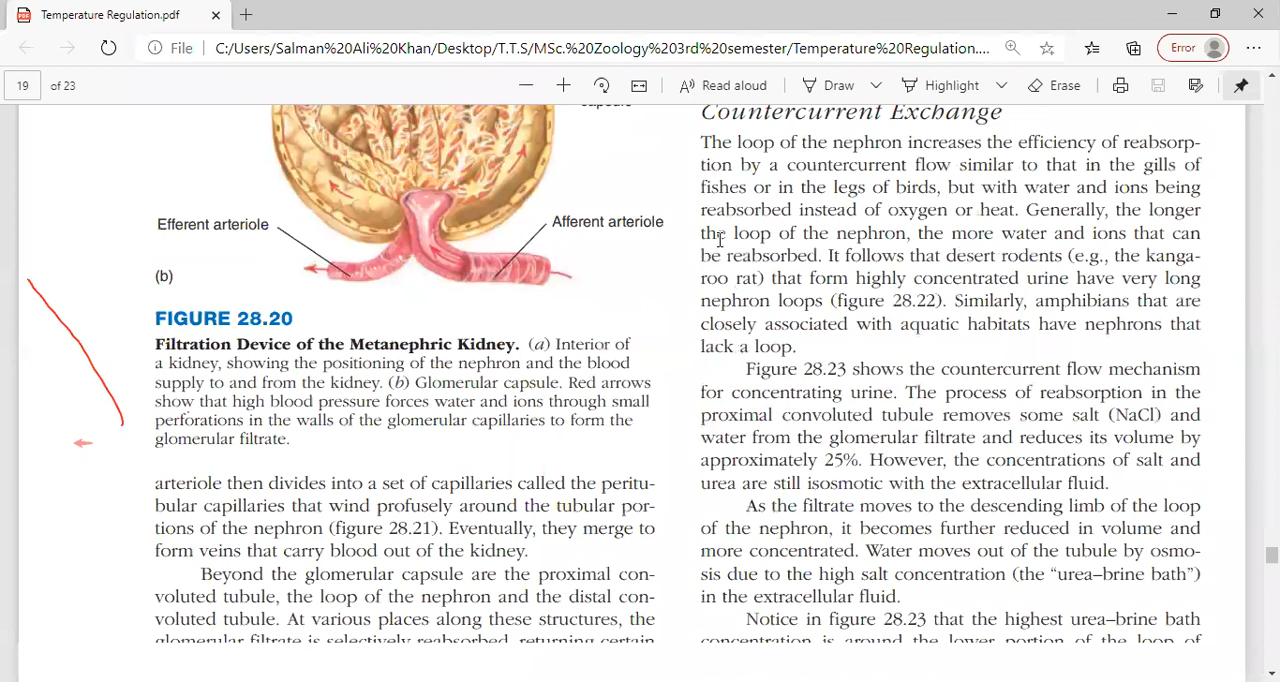 Temperature Regulation.pdf
File
C:/Users/Salman%20Ali%20Khan/Desktop/T.T.S/MSc.%20Zoology%203rd%20semester/Temperature%20Regulation....
Error
19 of 23
Read aloud
Draw
Highlight
Erase
capsule
Efferent arteriole
Afferent arteriole
(b)
FIGURE 28.20
Filtration Device of the Metanephric Kidney. (a) Interior of
a kidney, showing the positioning of the nephron and the blood
supply to and from the kidney. (b) Glomerular capsule. Red arrows
show that high blood pressure forces water and ions through small
perforations in the walls of the glomerular capillaries to form the
glomerular filtrate.
arteriole then divides into a set of capillaries called the peritu-
bular capillaries that wind profusely around the tubular por-
tions of the nephron (figure 28.21). Eventually, they merge to
form veins that carry blood out of the kidney.
Beyond the glomerular capsule are the proximal con-
voluted tubule, the loop of the nephron and the distal con-
voluted tubule. At various places along these structures, the
glomerular filtrate is selectively reabsorbed, returning certain
Countercurrent Exchange
The loop of the nephron increases the efficiency of reabsorp-
tion by a countercurrent flow similar to that in the gills of
fishes or in the legs of birds, but with water and ions being
reabsorbed instead of oxygen or heat. Generally, the longer
the loop of the nephron, the more water and ions that can
be reabsorbed. It follows that desert rodents (e.g., the kanga-
roo rat) that form highly concentrated urine have very long
nephron loops (figure 28.22). Similarly, amphibians that are
closely associated with aquatic habitats have nephrons that
lack a loop.
Figure 28.23 shows the countercurrent flow mechanism
for concentrating urine. The process of reabsorption in the
proximal convoluted tubule removes some salt (NaCl) and
water from the glomerular filtrate and reduces its volume by
approximately 25%. However, the concentrations of salt and
urea are still isosmotic with the extracellular fluid.
As the filtrate moves to the descending limb of the loop
of the nephron, it becomes further reduced in volume and
more concentrated. Water moves out of the tubule by osmo-
sis due to the high salt concentration (the “urea–brine bath”)
in the extracellular fluid.
Notice in figure 28.23 that the highest urea–brine bath
concentration is around the lower portion of the loop of